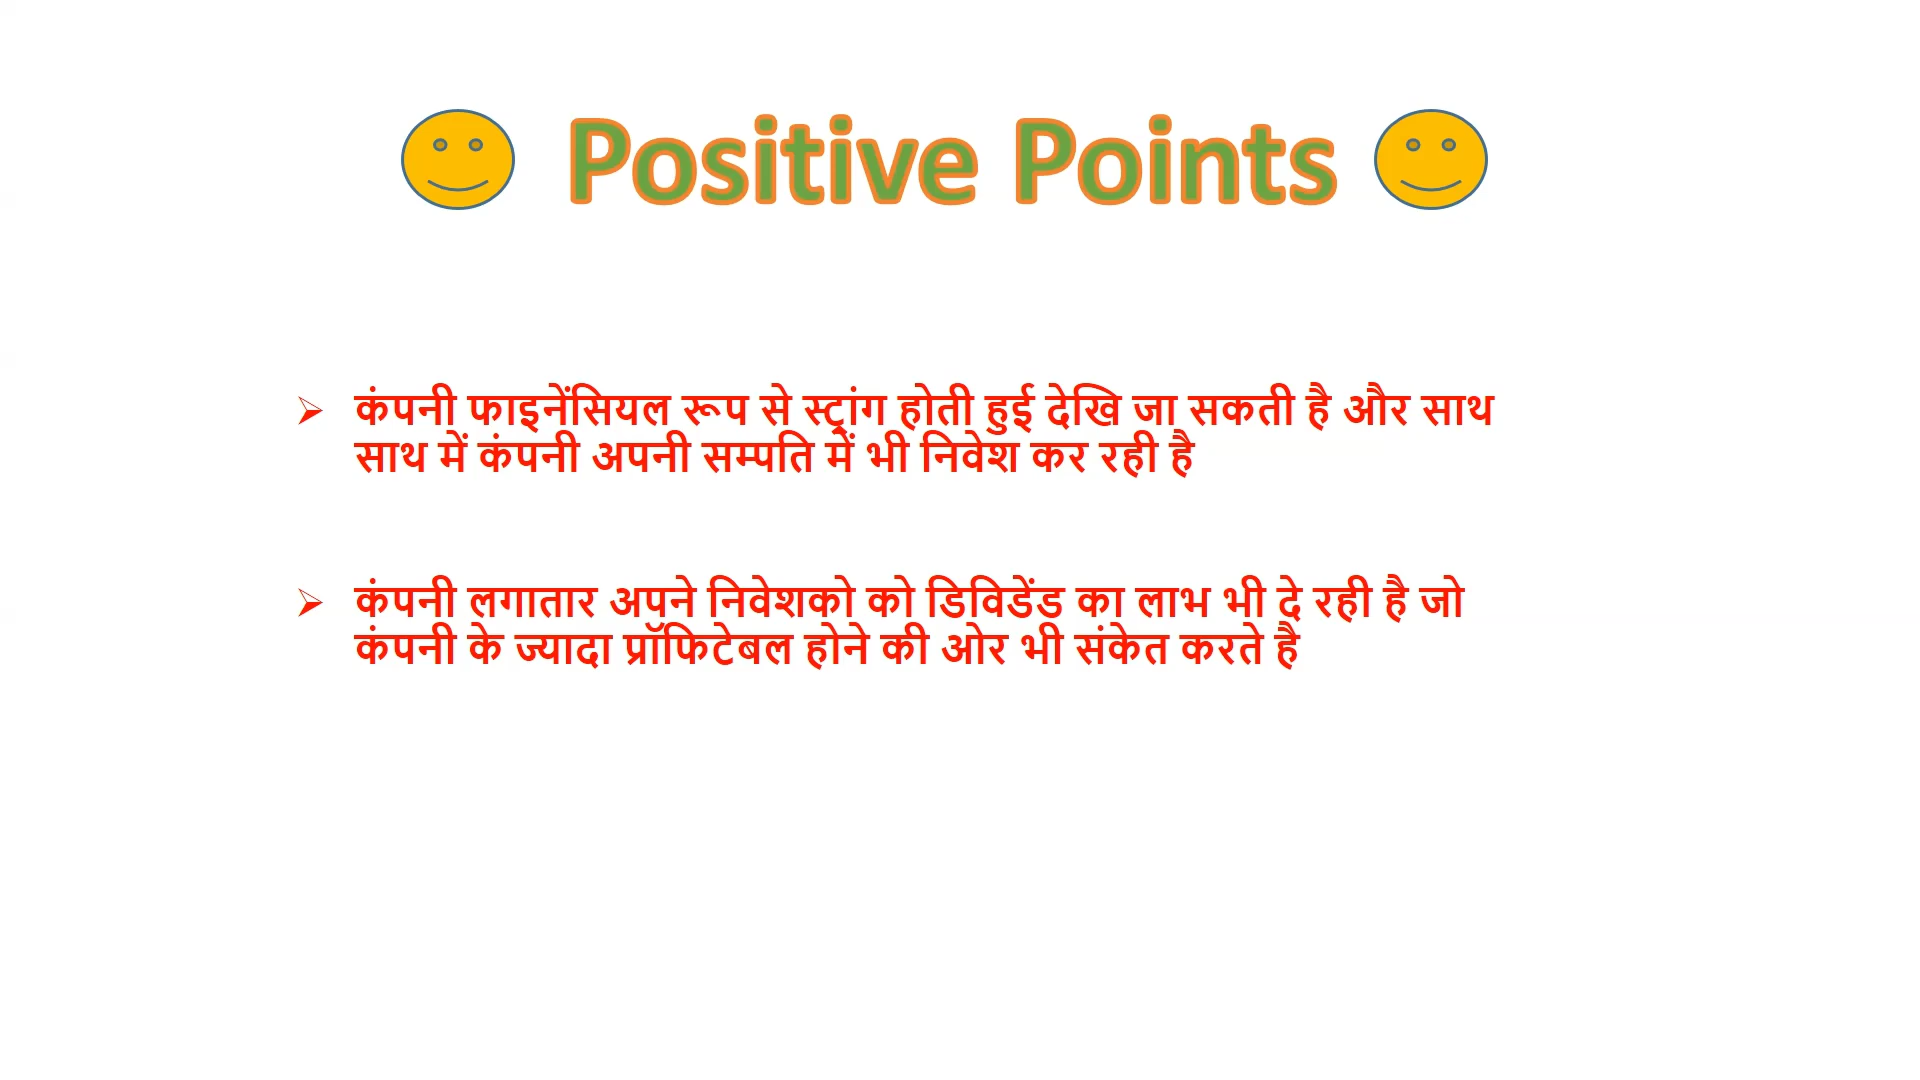 Positive Points
कंपनी फाइनेंसियल रूप से स्ट्रांग होती हुई देखि जा सकती है और साथ
साथ में कंपनी अपनी सम्पति में भी निवेश कर रही है
कंपनी लगातार अपने निवेशको को डिविडेंड का लाभ भी दे रही है जो
कंपनी के ज्यादा प्रॉफिटेबल होने की ओर भी संकेत करते है